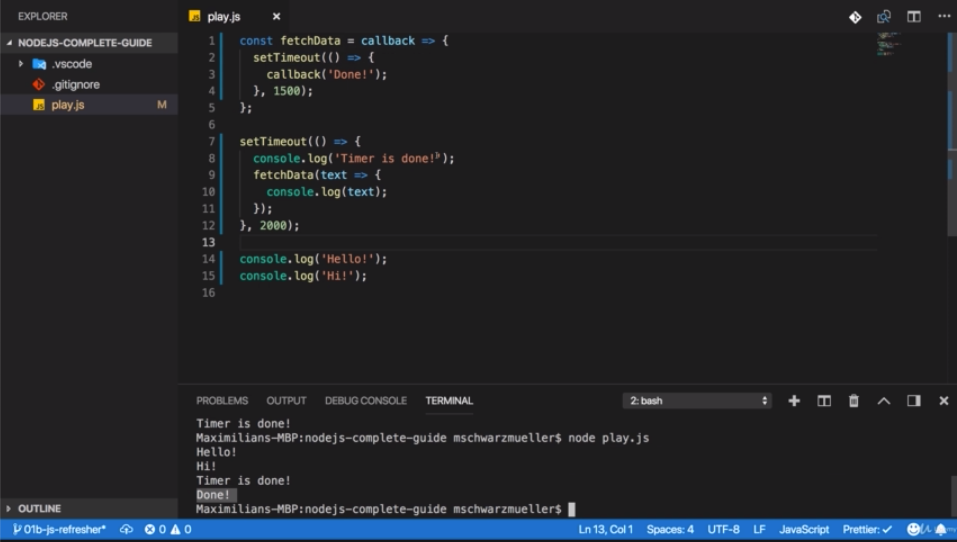 EXPLORER
NODEJS-COMPLETE-GUIDE
.vscode
.gitignore
play.js M
OUTLINE
play.js
1 const fetchData = callback => {
2 setTimeout(() => {
3 callback('Done!');
4 }, 1500);
5 };
6
7 setTimeout(() => {
8 console.log('Timer is done!');
9 fetchData(text => {
10 console.log(text);
11 });
12 }, 2000);
13
14 console.log('Hello!');
15 console.log('Hi!');
16
PROBLEMS OUTPUT DEBUG CONSOLE TERMINAL 2: bash
Timer is done!
Maximilians-MBP:nodejs-complete-guide mschwarzmueller$ node play.js
Hello!
Hi!
Timer is done!
Done!
Maximilians-MBP:nodejs-complete-guide mschwarzmueller$
01b-js-refresher* 0 0 Ln 13, Col 1 Spaces: 4 UTF-8 LF JavaScript Prettier: ✓